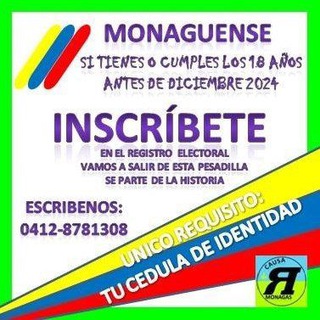 MONAGUENSE
SI TIENES O CUMPLES LOS 18 AÑOS
ANTES DE DICIEMBRE 2024
INSCRÍBETE
EN EL REGISTRO ELECTORAL
VAMOS A SALIR DE ESTA PESADILLA
SE PARTE DE LA HISTORIA
ESCRIBENOS:
0412-8781308
UNICO REQUISITO:
TU CEDULA DE IDENTIDAD
CAUSA
R
MONAGAS